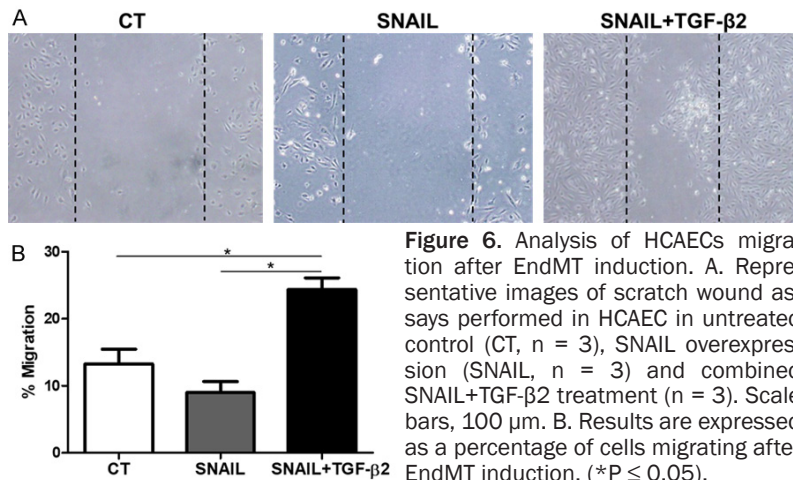 A
CT
SNAIL
SNAIL+TGF-β2
B
30
20
10
0
% Migration
*
*
CT
SNAIL
SNAIL+TGF-β2
Figure 6. Analysis of HCAECs migra-
tion after EndMT induction. A. Repre-
sentative images of scratch wound as-
says performed in HCAEC in untreated
control (CT, n = 3), SNAIL overexpres-
sion (SNAIL, n = 3) and combined
SNAIL+TGF-β2 treatment (n = 3). Scale
bars, 100 μm. B. Results are expressed
as a percentage of cells migrating after
EndMT induction. (*P ≤ 0.05).